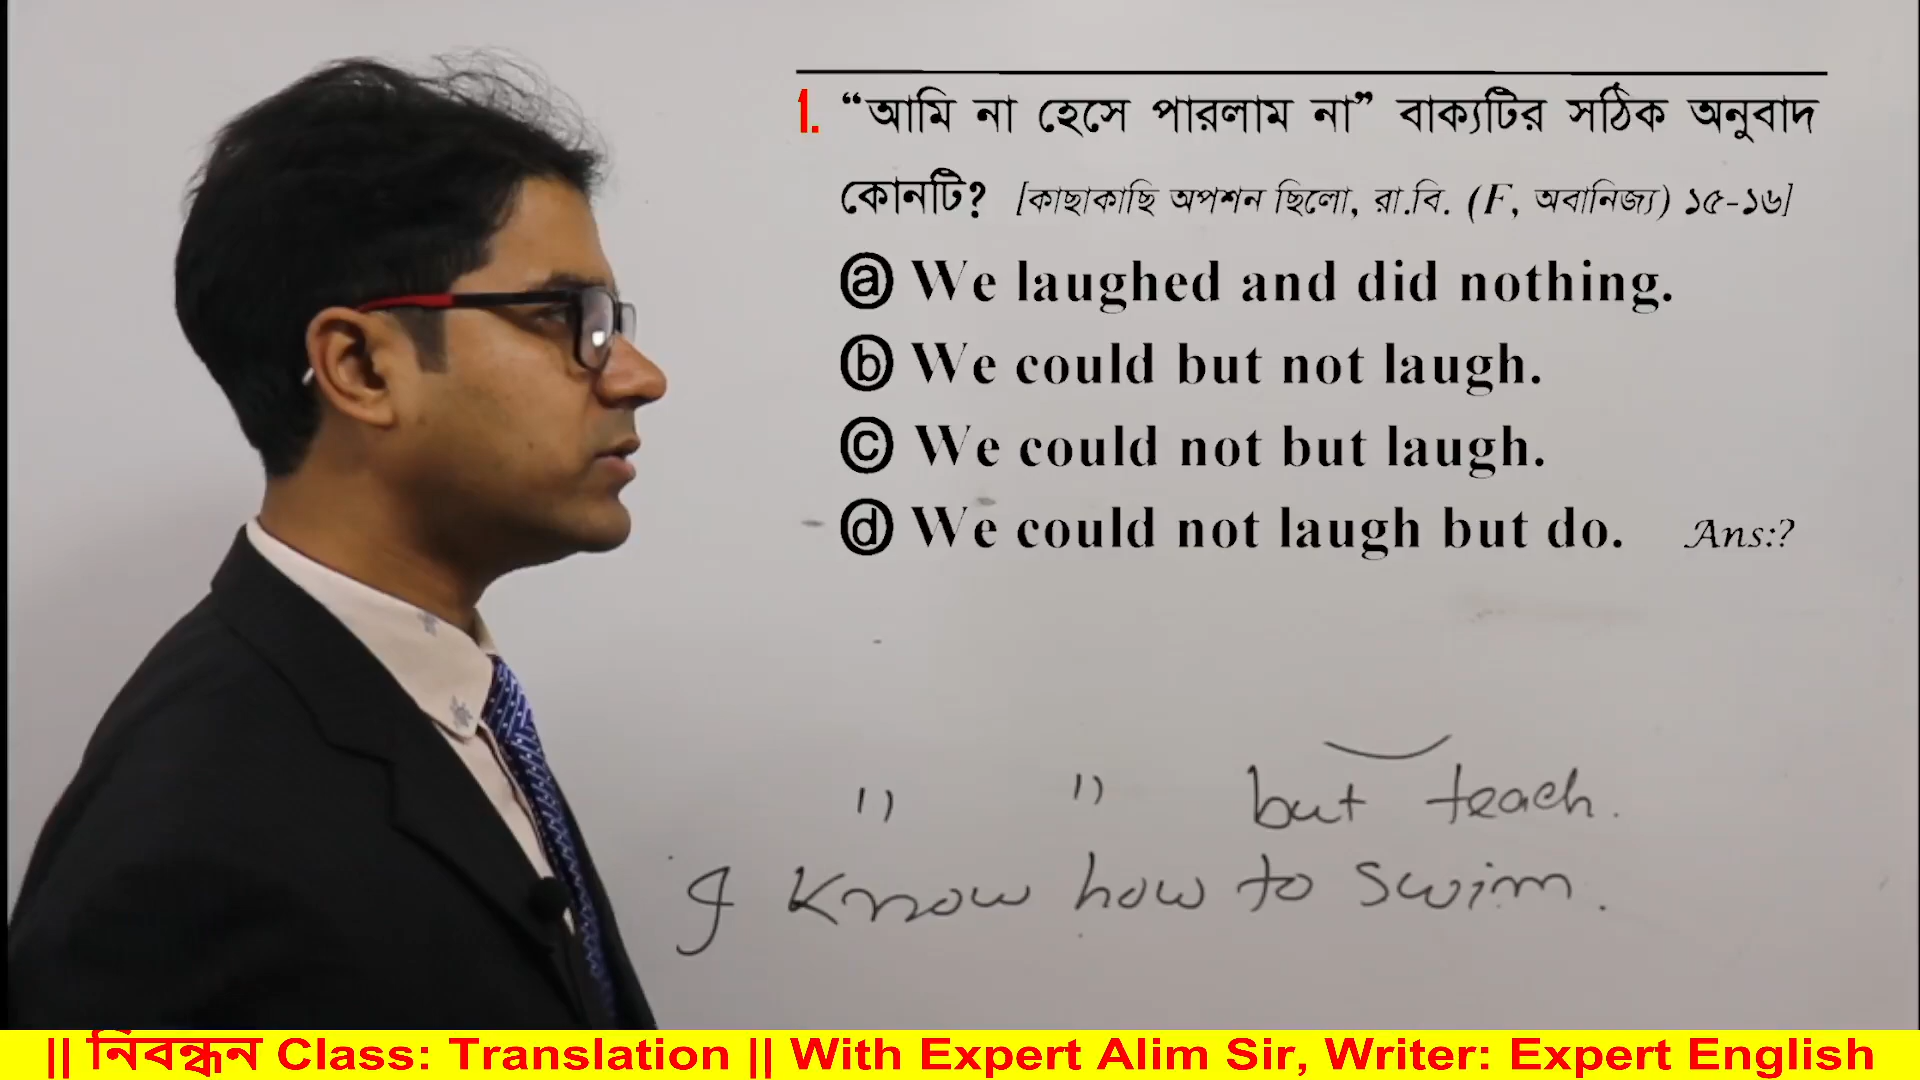 1. “আমি না হেসে পারলাম না” বাক্যটির সঠিক অনুবাদ
কোনটি? [কাছাকাছি অপশন ছিলো, রা.বি. (F, অবানিজ্য) ১৫-১৬]
ⓐ We laughed and did nothing.
ⓑ We could but not laugh.
ⓒ We could not but laugh.
ⓓ We could not laugh but do. Ans:?
" " but teach.
I know how to swim.
|| নিবন্ধন Class: Translation || With Expert Alim Sir, Writer: Expert English